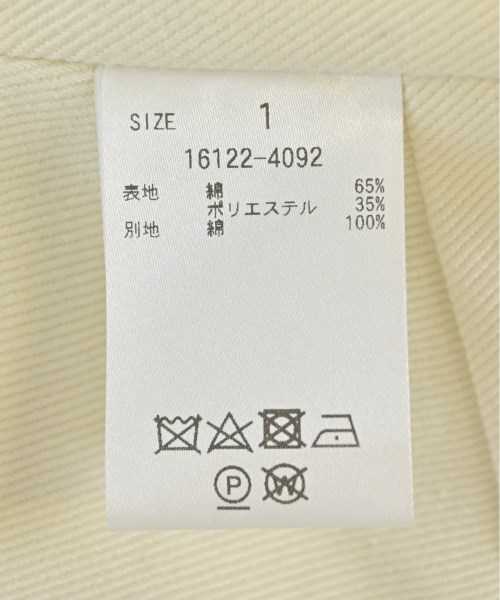 SIZE 1
16122-4092
表地 綿 65%
ポリエステル 35%
別地 綿 100%
P
W